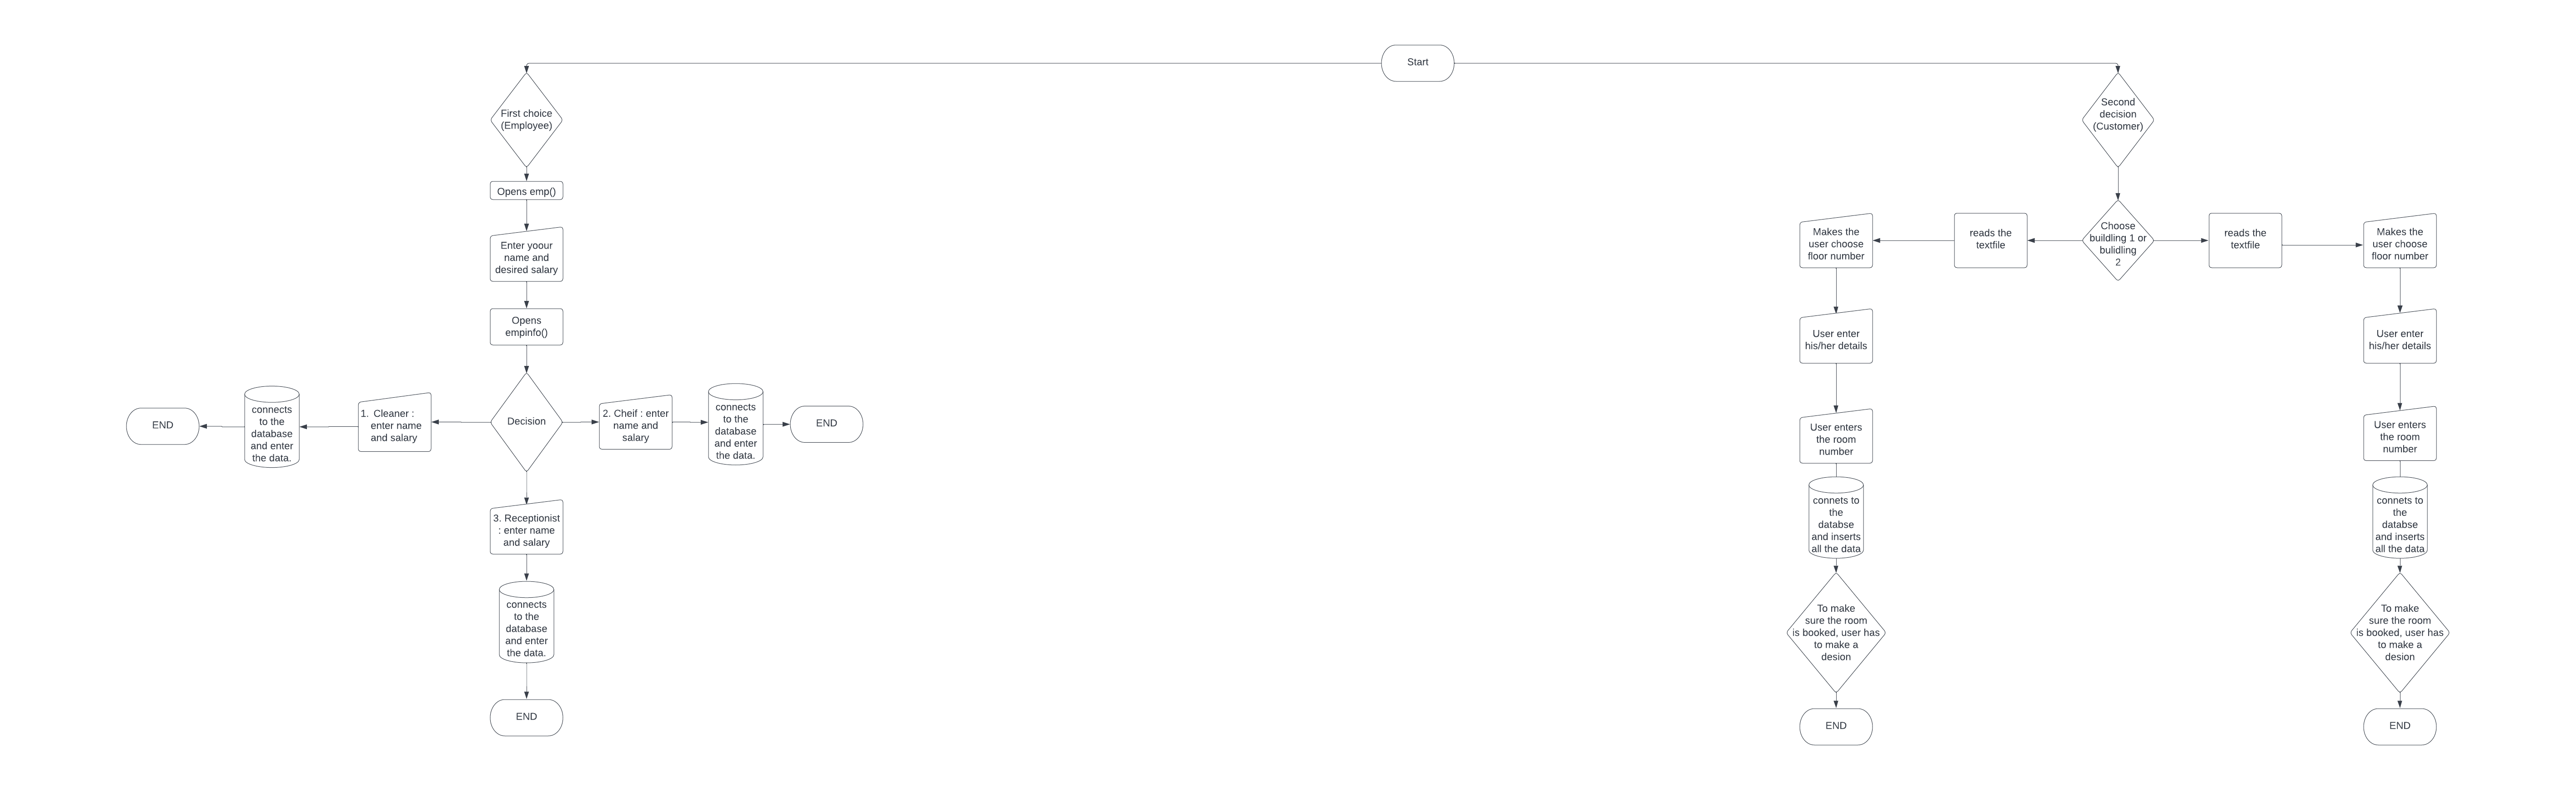 Start
First choice
(Employee)
Opens emp()
Enter yoour
name and
desired salary
Opens
empinfo()
Decision
1. Cleaner :
enter name
and salary
connects
to the
database
and enter
the data.
END
2. Cheif : enter
name and
salary
connects
to the
database
and enter
the data.
END
3. Receptionist
: enter name
and salary
connects
to the
database
and enter
the data.
END
Second
decision
(Customer)
Choose
buildling 1 or
bulidling
2
reads the
textfile
Makes the
user choose
floor number
User enter
his/her details
User enters
the room
number
connets to
the
databse
and inserts
all the data
To make
sure the room
is booked, user has
to make a
desion
END
reads the
textfile
Makes the
user choose
floor number
User enter
his/her details
User enters
the room
number
connets to
the
databse
and inserts
all the data
To make
sure the room
is booked, user has
to make a
desion
END